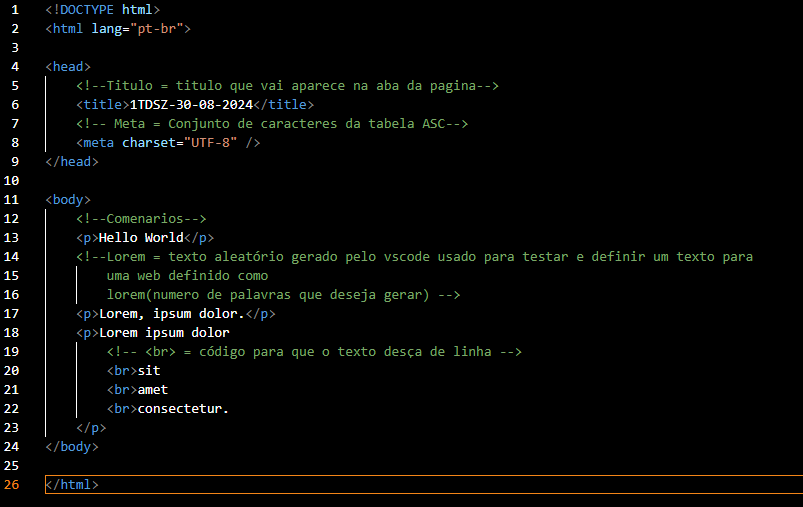 1 <!DOCTYPE html>
2 <html lang="pt-br">
3
4 <head>
5 <!--Titulo = titulo que vai aparece na aba da pagina-->
6 <title>1TDSZ-30-08-2024</title>
7 <!-- Meta = Conjunto de caracteres da tabela ASC-->
8 <meta charset="UTF-8" />
9 </head>
10
11 <body>
12 <!--Comenarios-->
13 <p>Hello World</p>
14 <!--Lorem = texto aleatório gerado pelo vscode usado para testar e definir um texto para
15 uma web definido como
16 lorem(numero de palavras que deseja gerar) -->
17 <p>Lorem, ipsum dolor.</p>
18 <p>Lorem ipsum dolor
19 <!-- <br> = código para que o texto desça de linha -->
20 <br>sit
21 <br>amet
22 <br>consectetur.
23 </p>
24 </body>
25
26 </html>